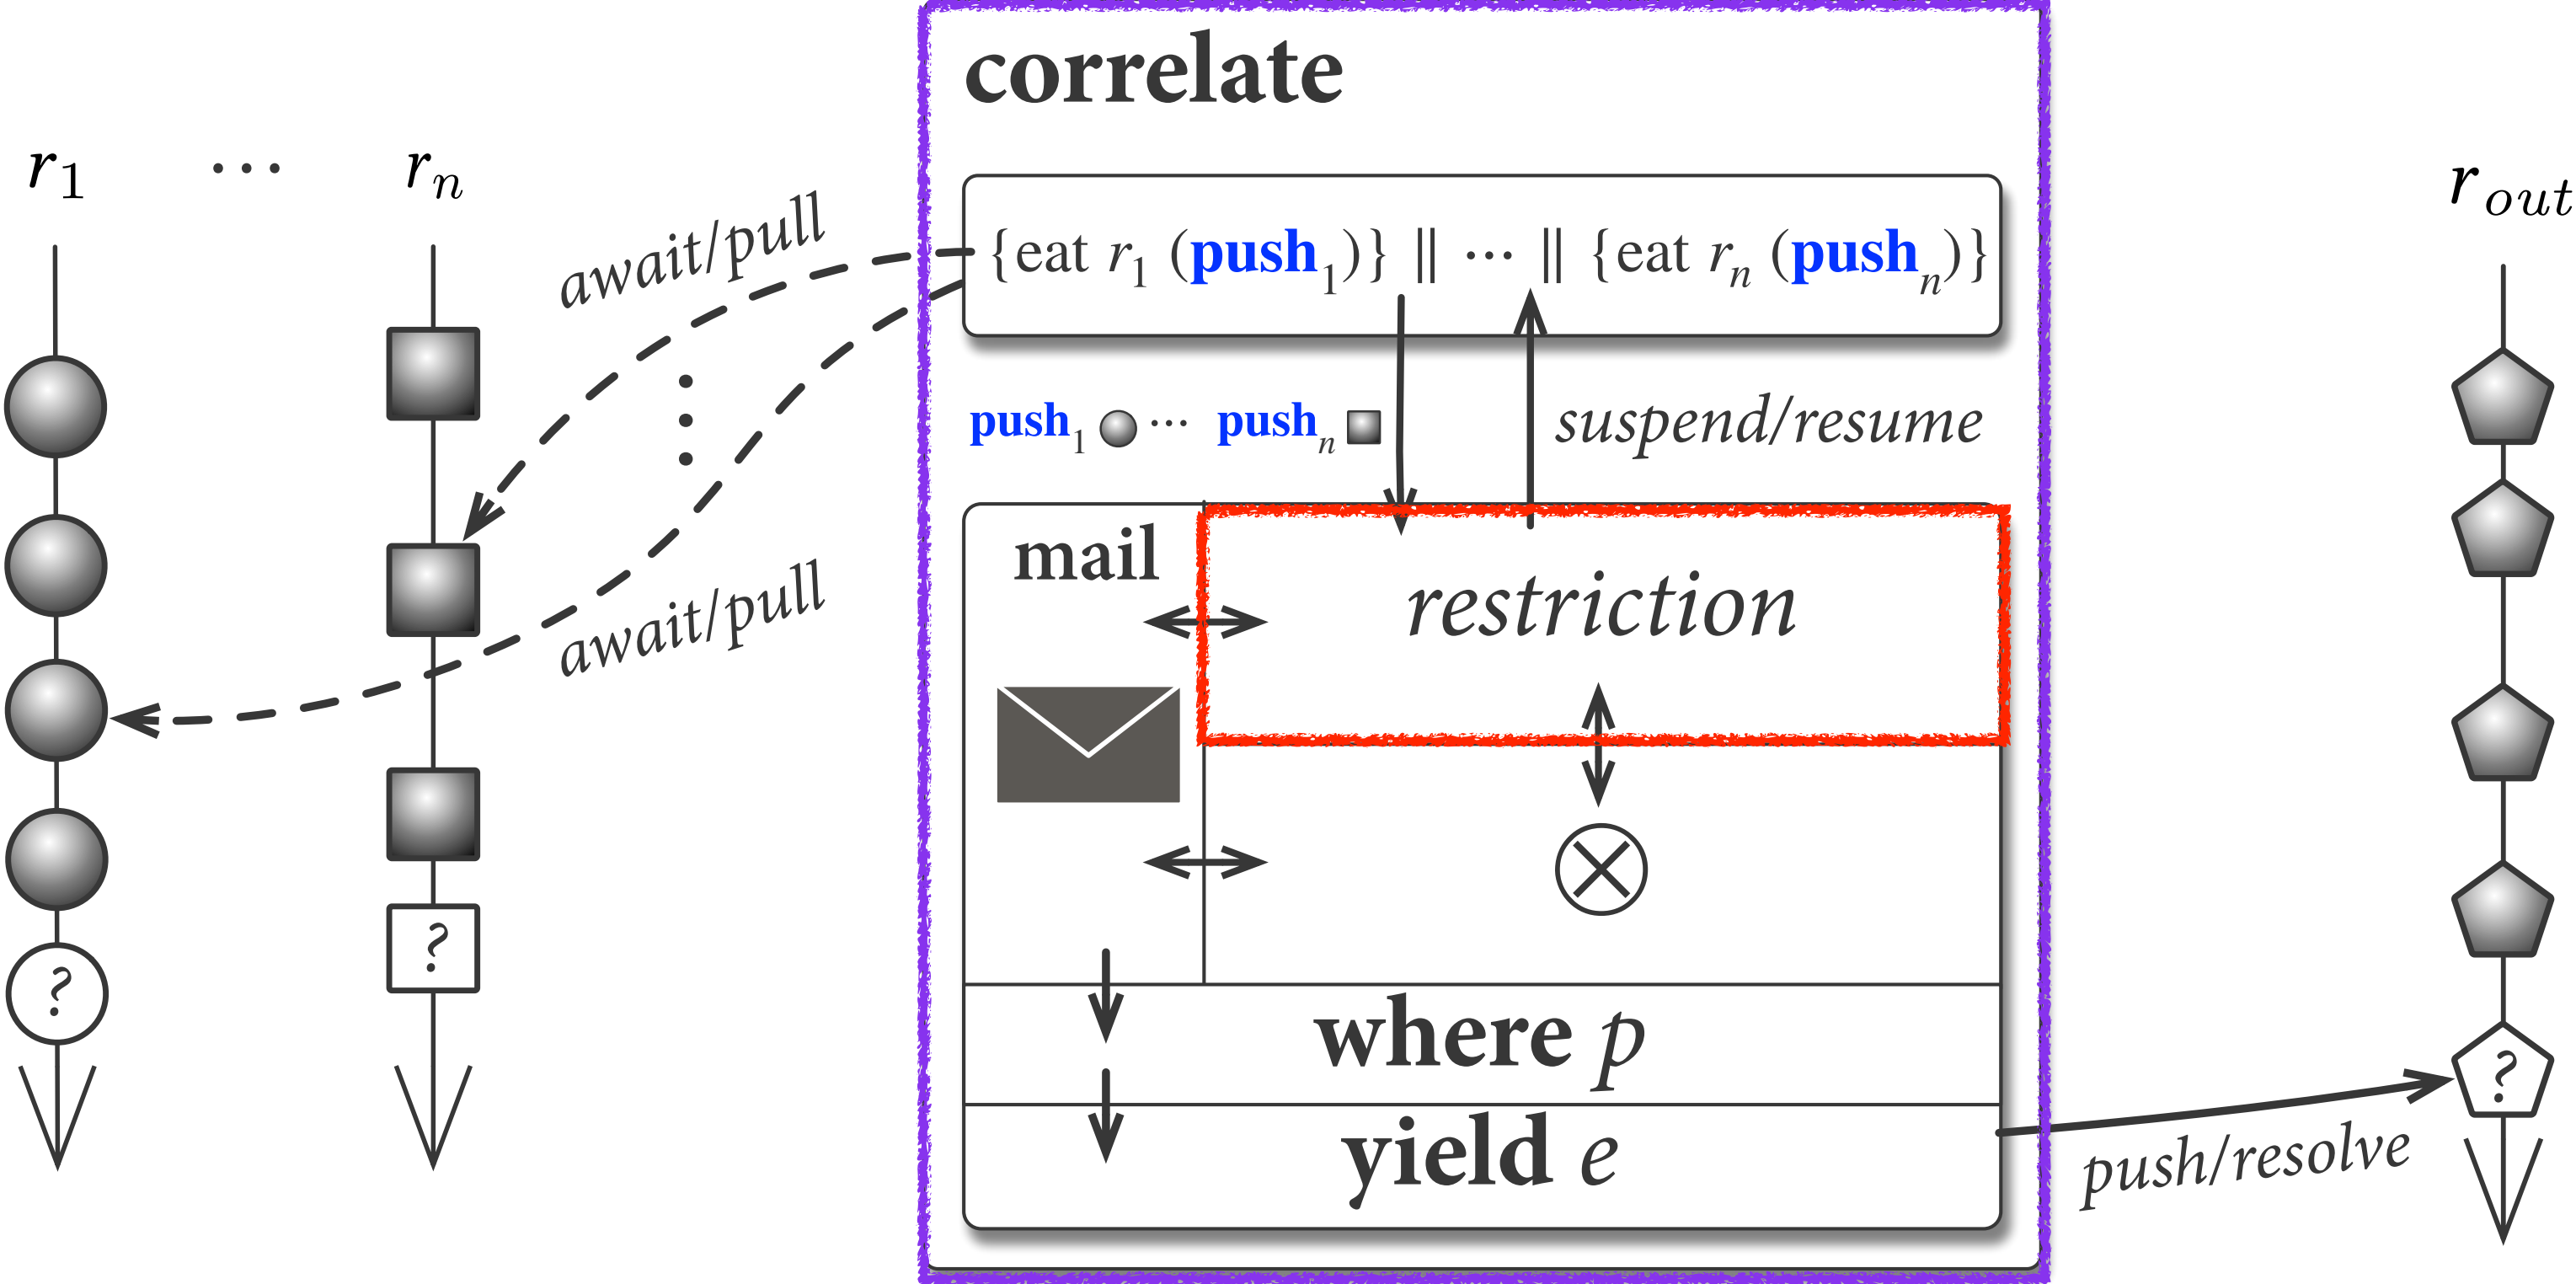 correlate
r₁ ⋯ rₙ
r_out
await/pull
{eat r₁ (push₁)} || ⋯ || {eat rₙ (pushₙ)}
push₁ ⋯ pushₙ
suspend/resume
mail
restriction
await/pull
?
?
where p
?
yield e
push/resolve